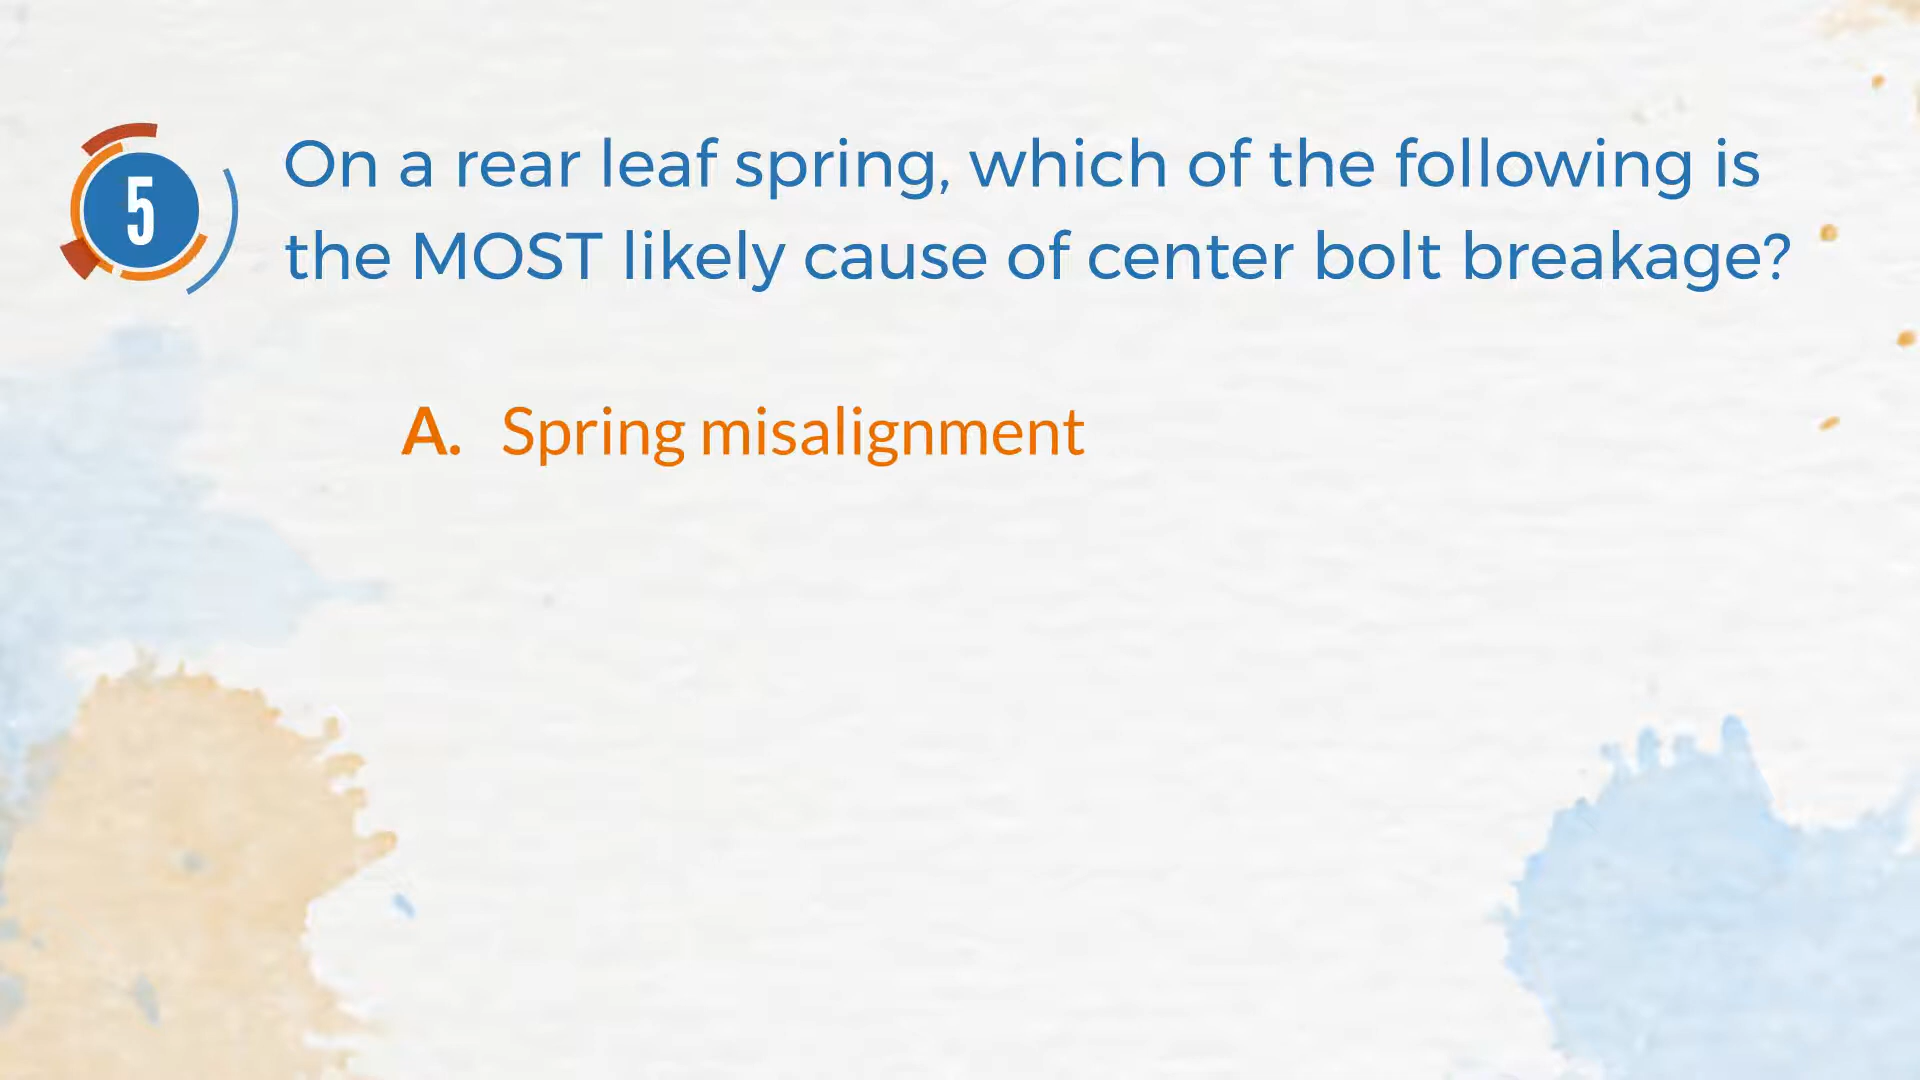 5
On a rear leaf spring, which of the following is
the MOST likely cause of center bolt breakage?
A. Spring misalignment